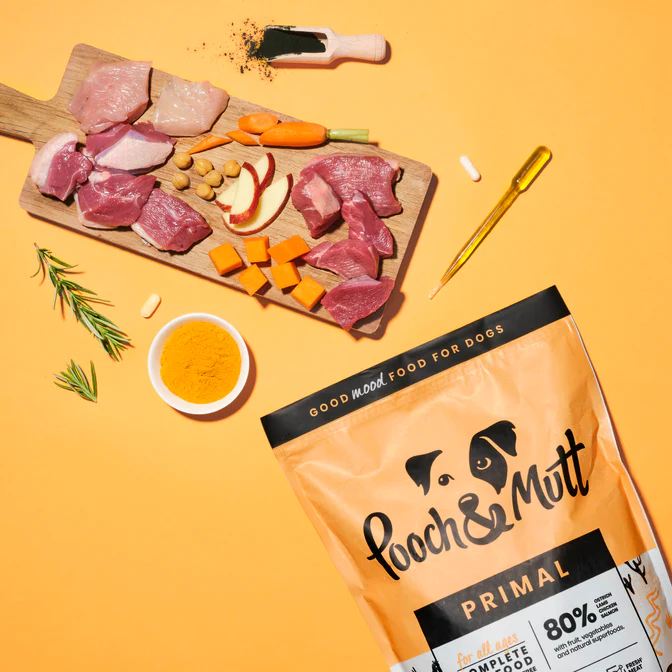 GOOD mood FOOD FOR DOGS
Pooch&Mutt
PRIMAL
for all ages
COMPLETE
80%
OSTRICH
LAMB
CHICKEN
SALMON
with fruit, vegetables
and natural superfoods.
FRESH